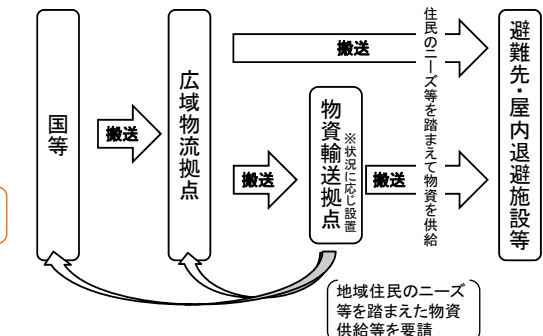 国等
搬送
広域物流拠点
搬送
搬送
物資輸送拠点
※状況に応じ設置
搬送
住民のニーズ等を踏まえて物資を供給
避難先・屋内退避施設等
地域住民のニーズ
等を踏まえた物資
供給等を要請